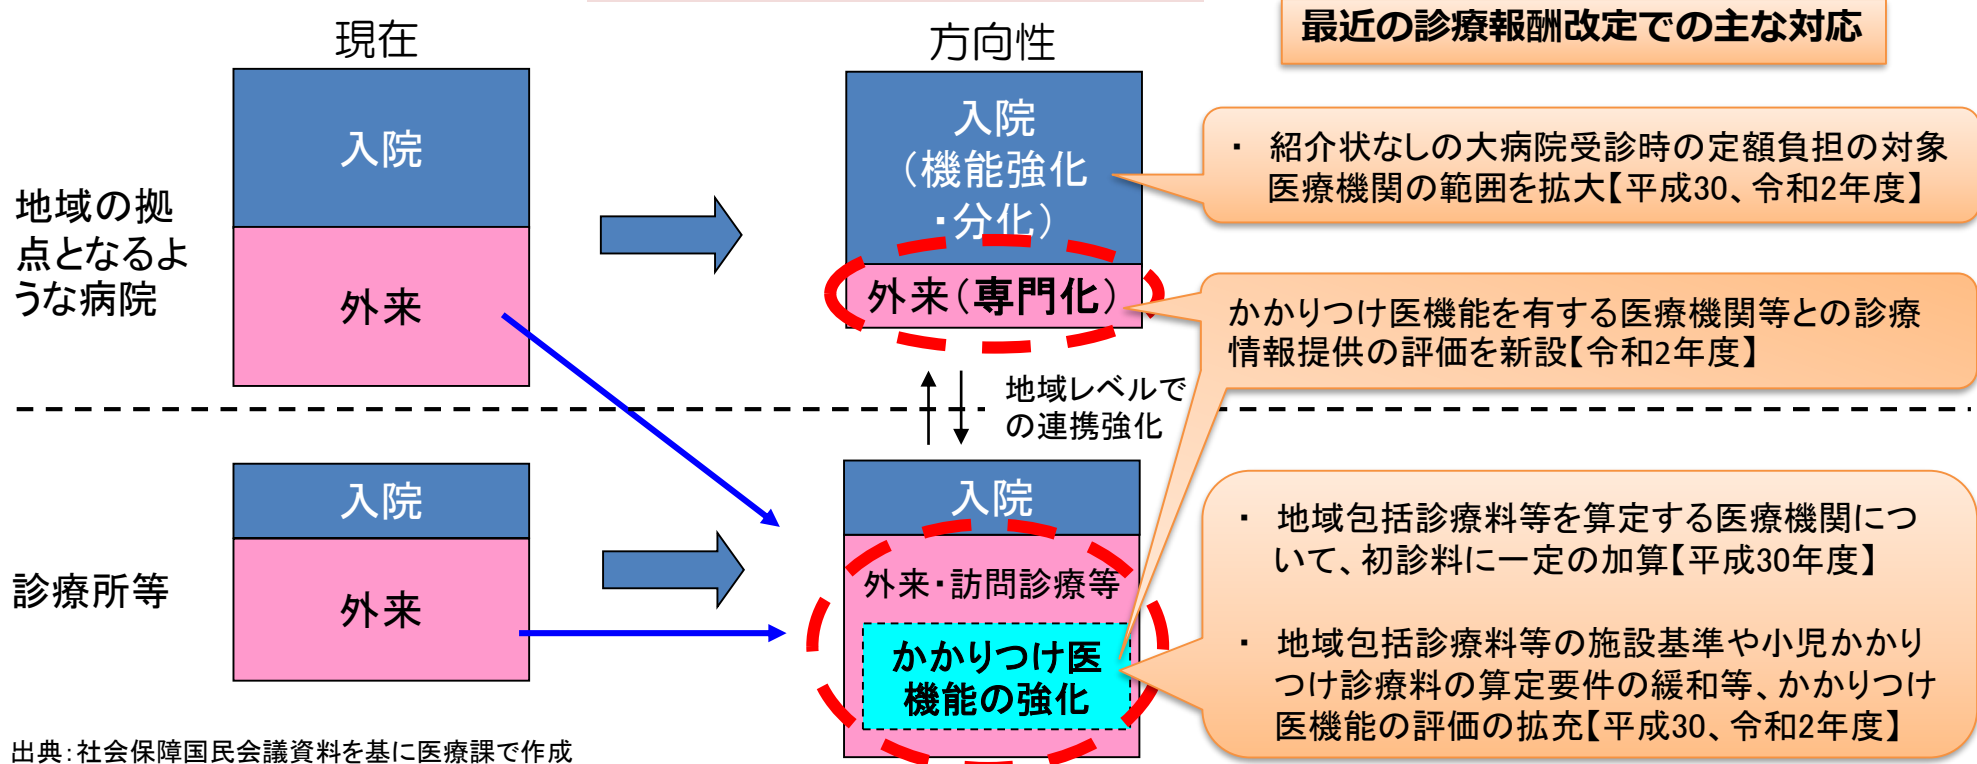 現在
方向性
最近の診療報酬改定での主な対応
地域の拠
点となるよ
うな病院
入院
外来
入院
（機能強化
・分化）
外来（専門化）
・ 紹介状なしの大病院受診時の定額負担の対象
医療機関の範囲を拡大【平成30、令和2年度】
かかりつけ医機能を有する医療機関等との診療
情報提供の評価を新設【令和2年度】
地域レベルで
の連携強化
診療所等
入院
外来
入院
外来・訪問診療等
かかりつけ医
機能の強化
・ 地域包括診療料等を算定する医療機関につ
いて、初診料に一定の加算【平成30年度】
・ 地域包括診療料等の施設基準や小児かかり
つけ診療料の算定要件の緩和等、かかりつけ
医機能の評価の拡充【平成30、令和2年度】
出典：社会保障国民会議資料を基に医療課で作成